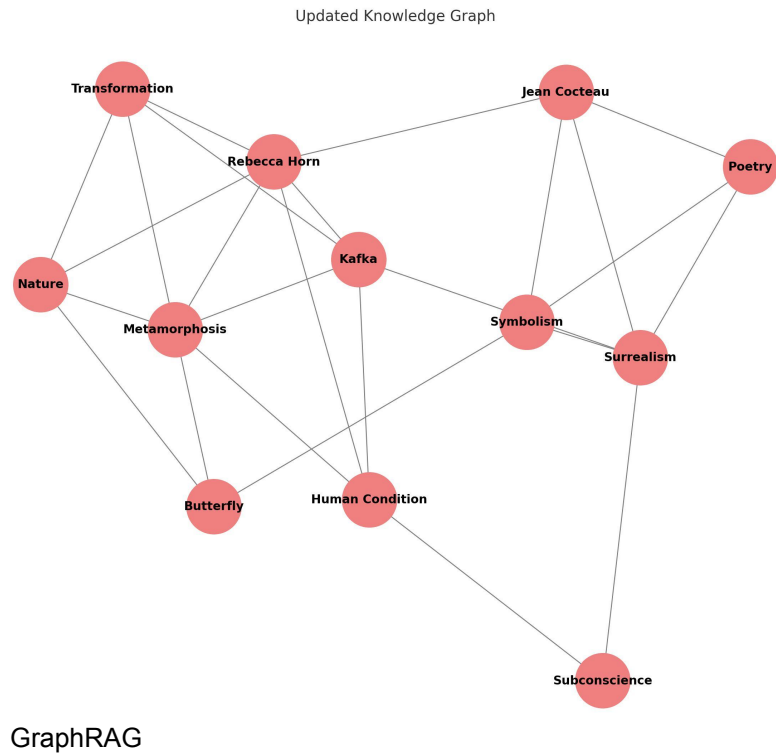 Updated Knowledge Graph
Transformation
Jean Cocteau
Rebecca Horn
Poetry
Kafka
Nature
Metamorphosis
Symbolism
Surrealism
Butterfly
Human Condition
Subconscience
GraphRAG